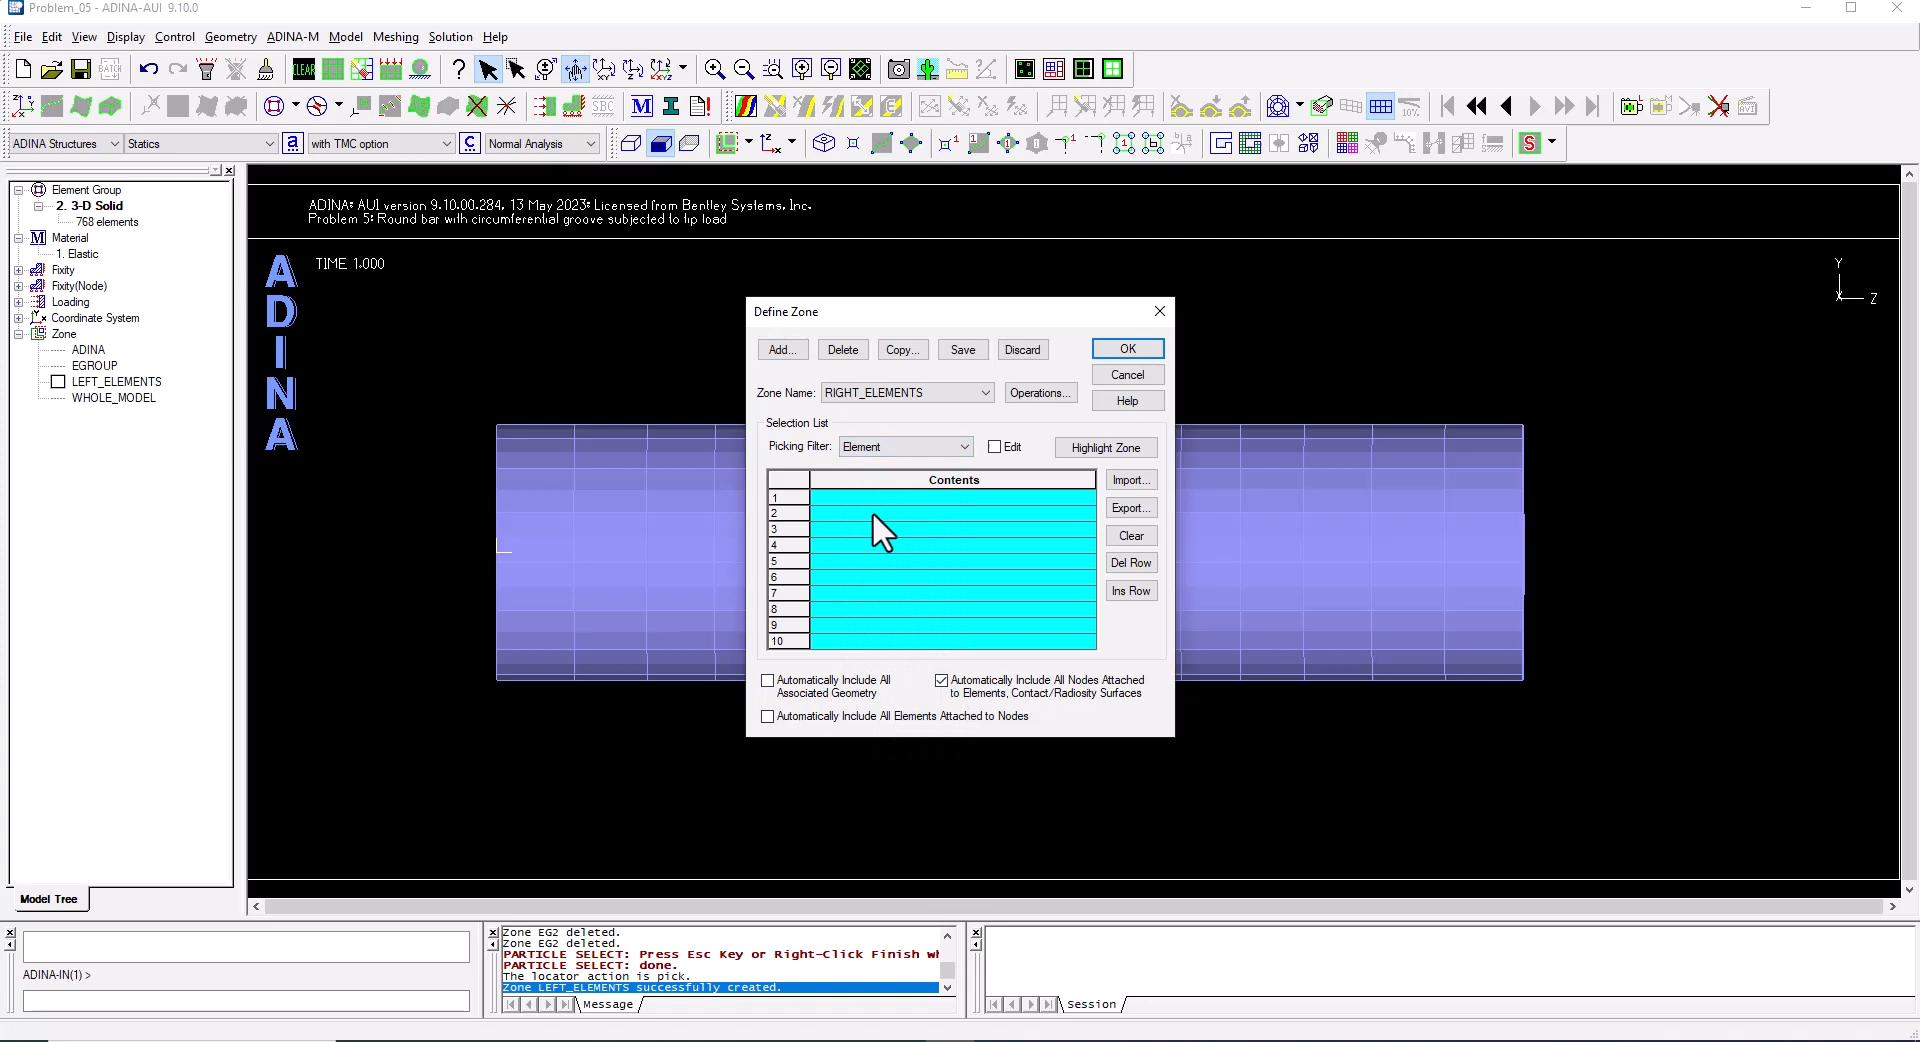 Problem_05 - ADINA-AUI 9.10.0
File Edit View Display Control Geometry ADINA-M Model Meshing Solution Help
BATCH CLEAR
M SBC 10% AVI
ADINA Structures Statics a with TMC option C Normal Analysis S
Element Group
2. 3-D Solid
768 elements
M Material
1. Elastic
Fixity
Fixity(Node)
Loading
Coordinate System
Zone
ADINA
EGROUP
LEFT_ELEMENTS
WHOLE_MODEL
Model Tree
ADINA: AUI version 9.10.00.284, 13 May 2023: Licensed from Bentley Systems, Inc.
Problem 5: Round bar with circumferential groove subjected to tip load
ADINA
TIME 1.000
Y
X Z
Define Zone
Add... Delete Copy... Save Discard OK
Cancel
Zone Name: RIGHT_ELEMENTS Operations... Help
Selection List
Picking Filter: Element Edit Highlight Zone
Contents
1
2
3
4
5
6
7
8
9
10
Import...
Export...
Clear
Del Row
Ins Row
Automatically Include All
Associated Geometry
Automatically Include All Nodes Attached
to Elements, Contact/Radiosity Surfaces
Automatically Include All Elements Attached to Nodes
ADINA-IN(1) >
Zone EG2 deleted.
Zone EG2 deleted.
PARTICLE SELECT: Press Esc Key or Right-Click Finish wh
PARTICLE SELECT: done.
The locator action is pick.
Zone LEFT_ELEMENTS successfully created.
Message
Session